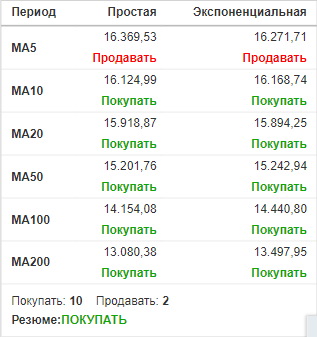 Период Простая Экспоненциальная
MA5 16.369,53 16.271,71
Продавать Продавать
MA10 16.124,99 16.168,74
Покупать Покупать
MA20 15.918,87 15.894,25
Покупать Покупать
MA50 15.201,76 15.242,94
Покупать Покупать
MA100 14.154,08 14.440,80
Покупать Покупать
MA200 13.080,38 13.497,95
Покупать Покупать
Покупать: 10 Продавать: 2
Резюме:ПОКУПАТЬ